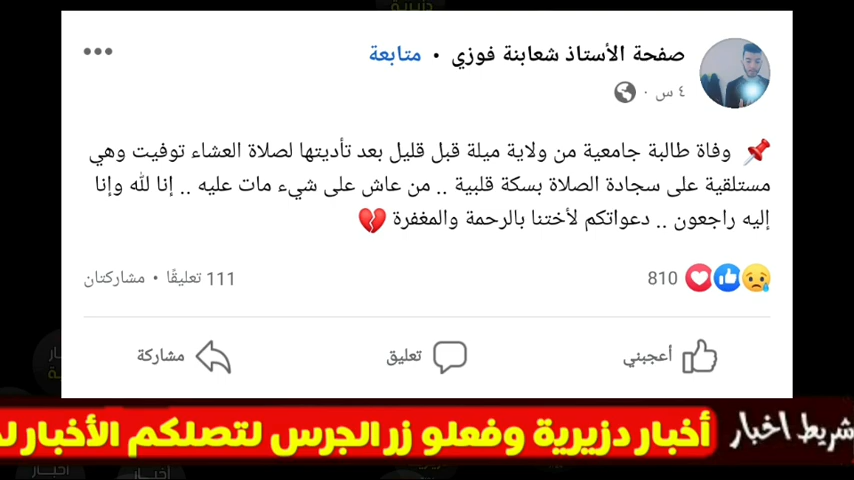 دزيرية
صفحة الأستاذ شعابنة فوزي • متابعة
٤ س ·
وفاة طالبة جامعية من ولاية ميلة قبل قليل بعد تأديتها لصلاة العشاء توفيت وهي
مستلقية على سجادة الصلاة بسكة قلبية .. من عاش على شيء مات عليه .. إنا لله وإنا
إليه راجعون .. دعواتكم لأختنا بالرحمة والمغفرة 💔
810
111 تعليقًا • مشاركتان
أعجبني
تعليق
مشاركة
شريط اخبار
أخبار دزيرية وفعلو زر الجرس لتصلكم الأخبار